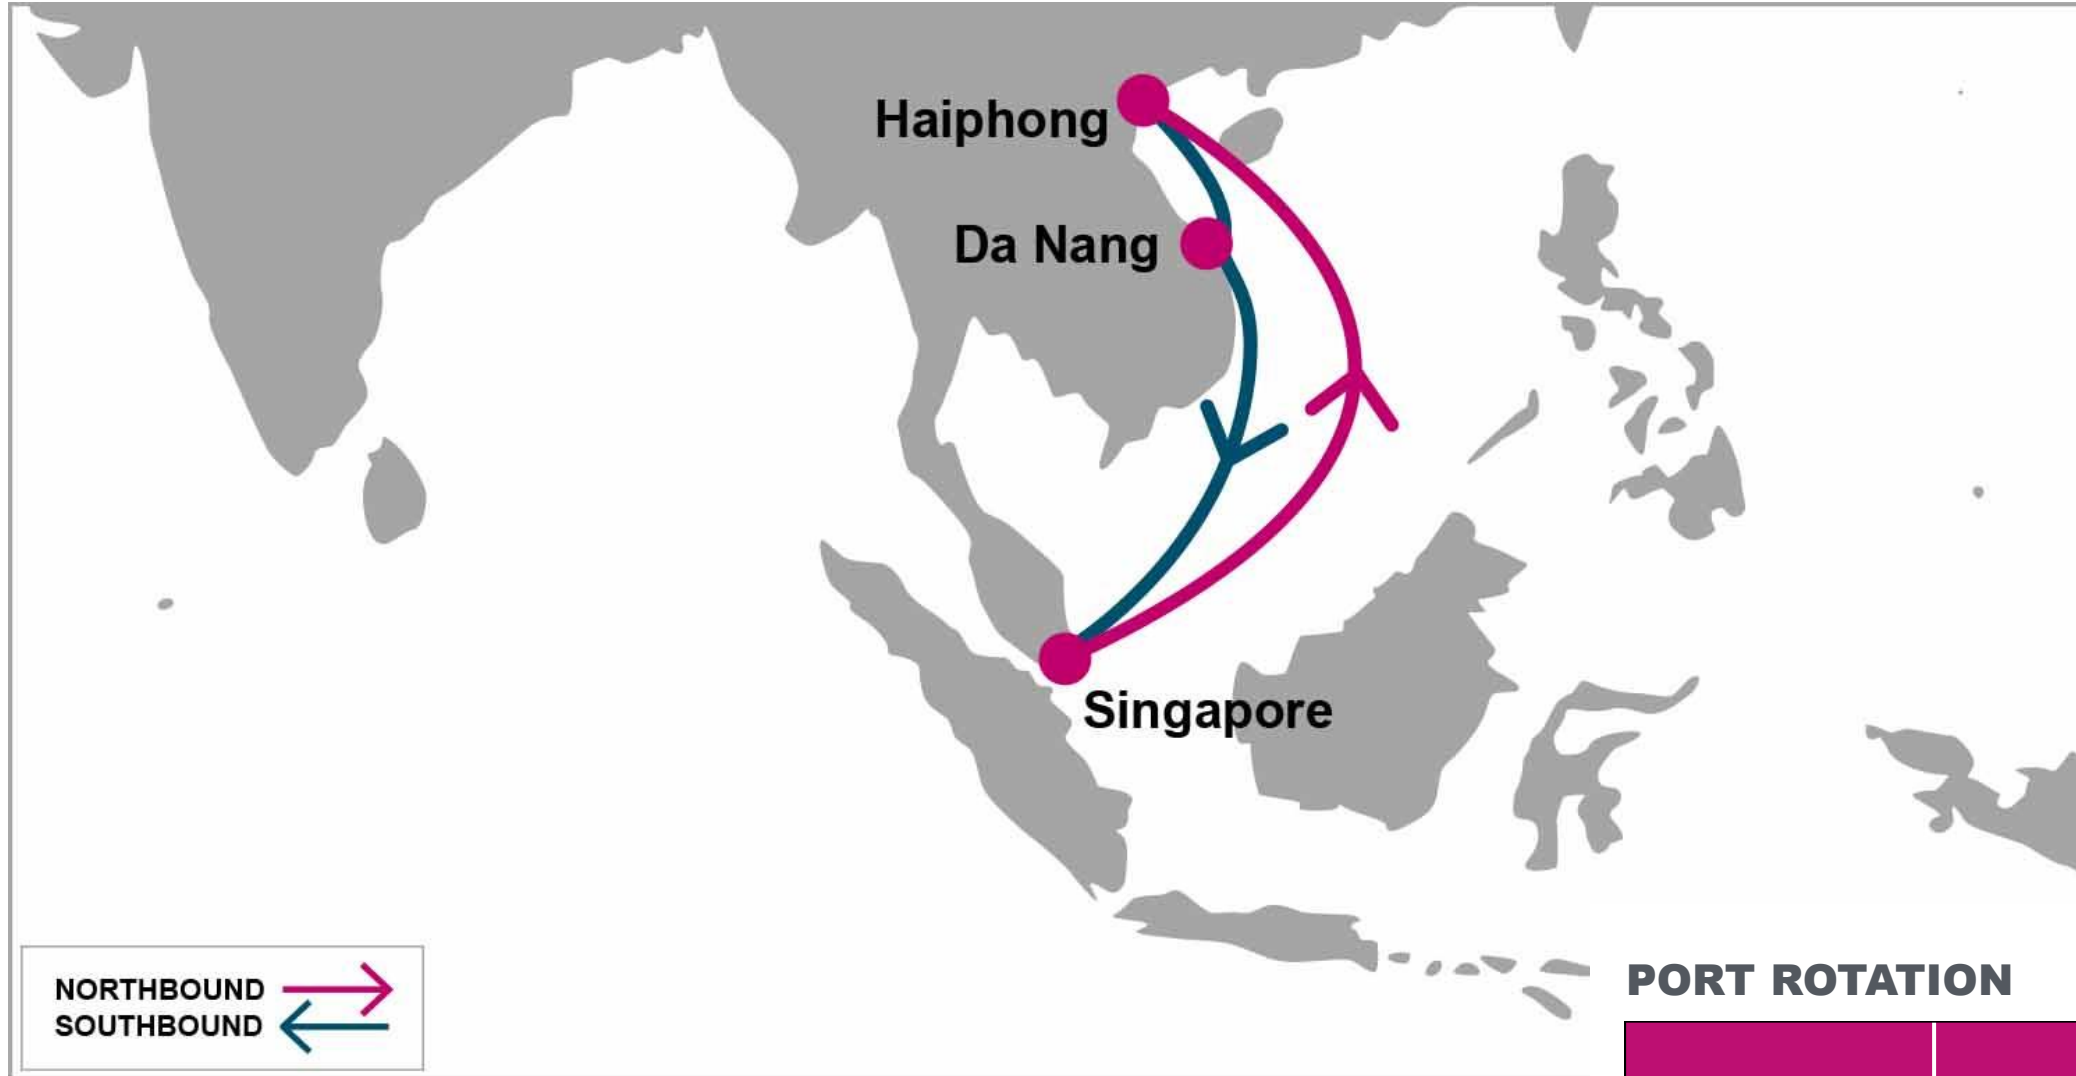 Haiphong
Da Nang
Singapore
NORTHBOUND
SOUTHBOUND
PORT ROTATION